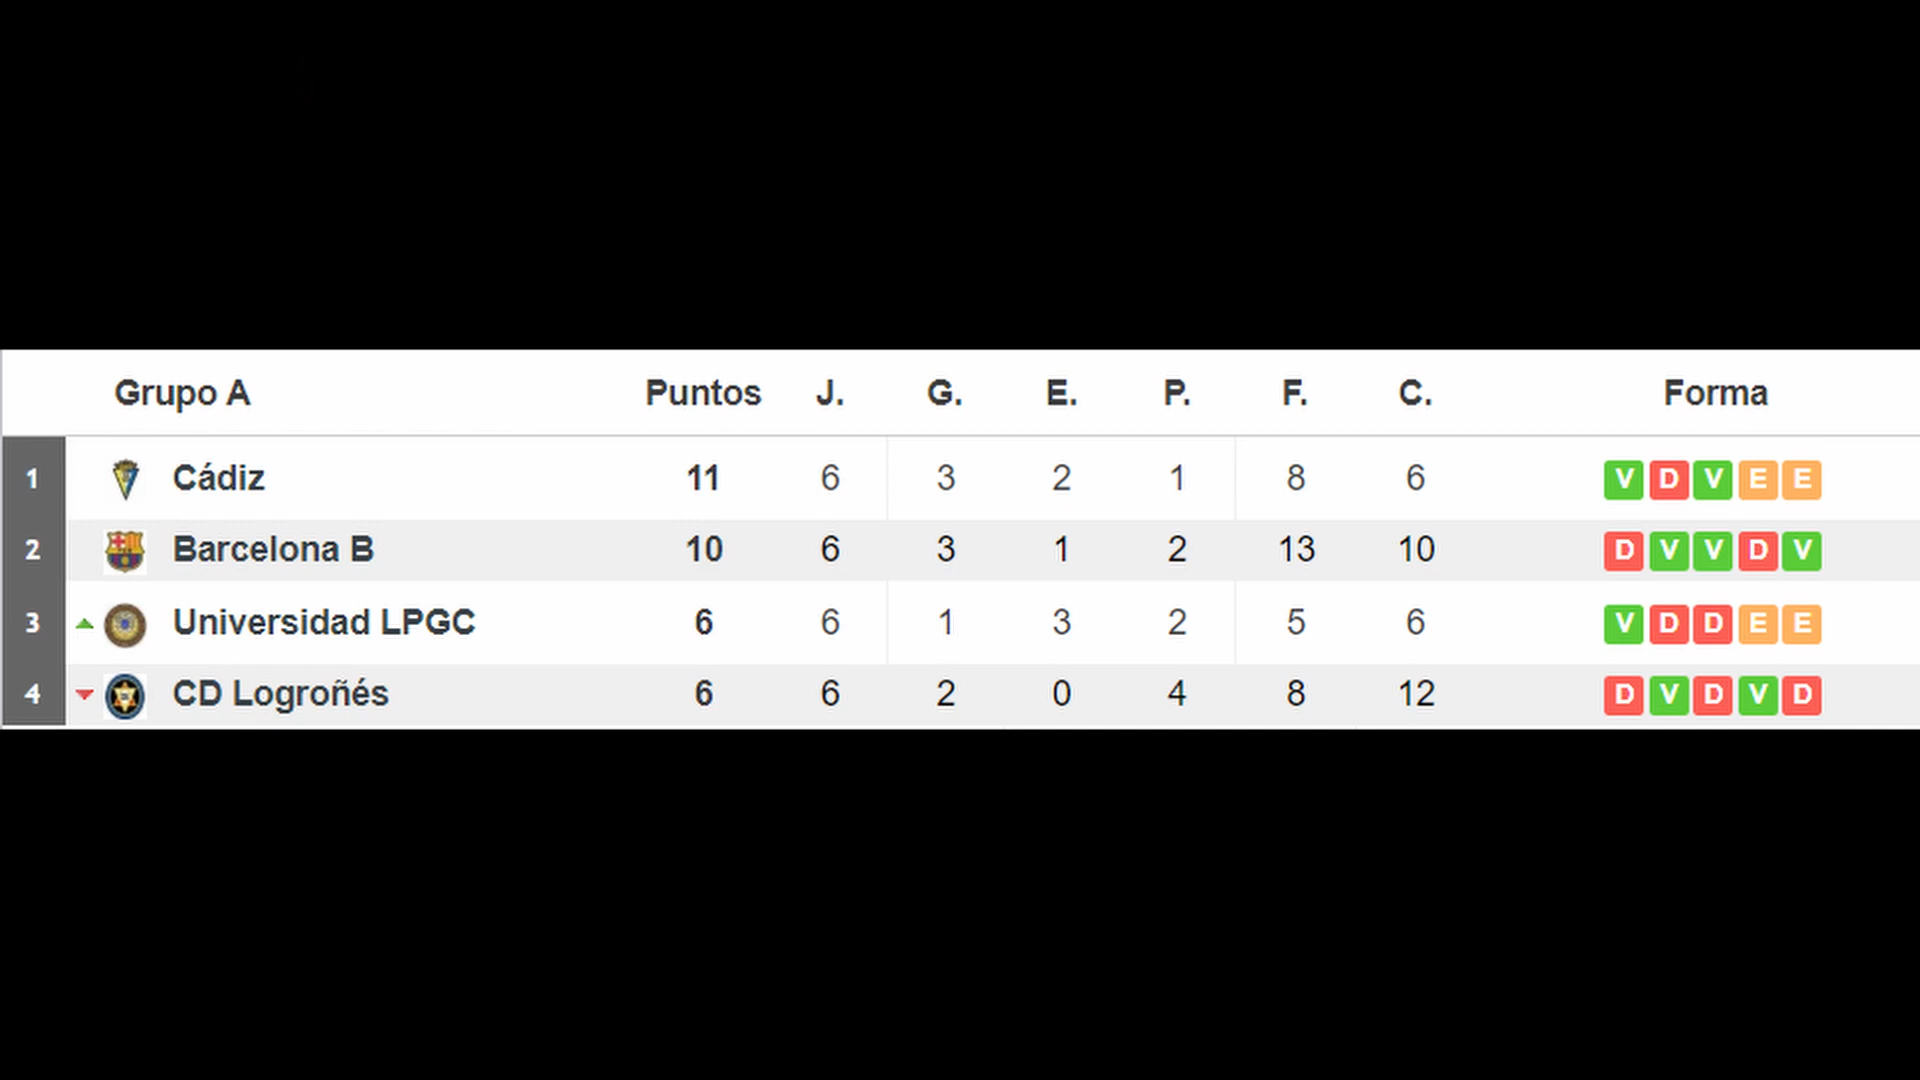 Grupo A Puntos J. G. E. P. F. C. Forma
1 Cádiz 11 6 3 2 1 8 6 V D V E E
2 Barcelona B 10 6 3 1 2 13 10 D V V D V
3 Universidad LPGC 6 6 1 3 2 5 6 V D D E E
4 CD Logroñés 6 6 2 0 4 8 12 D V D V D